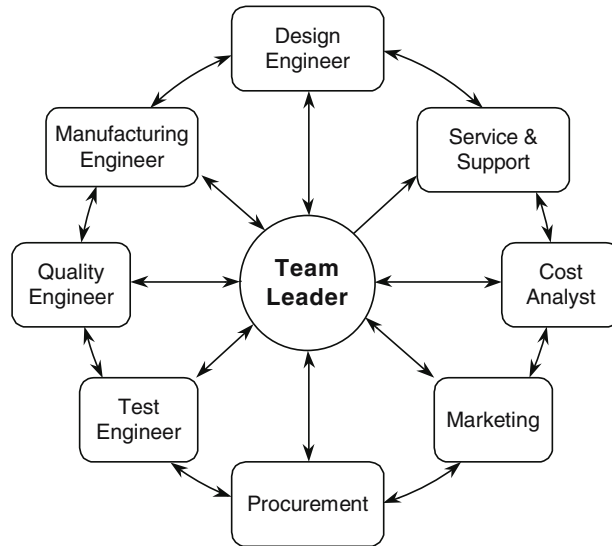 Design
Engineer
Manufacturing
Engineer
Service &
Support
Quality
Engineer
Team
Leader
Cost
Analyst
Test
Engineer
Marketing
Procurement